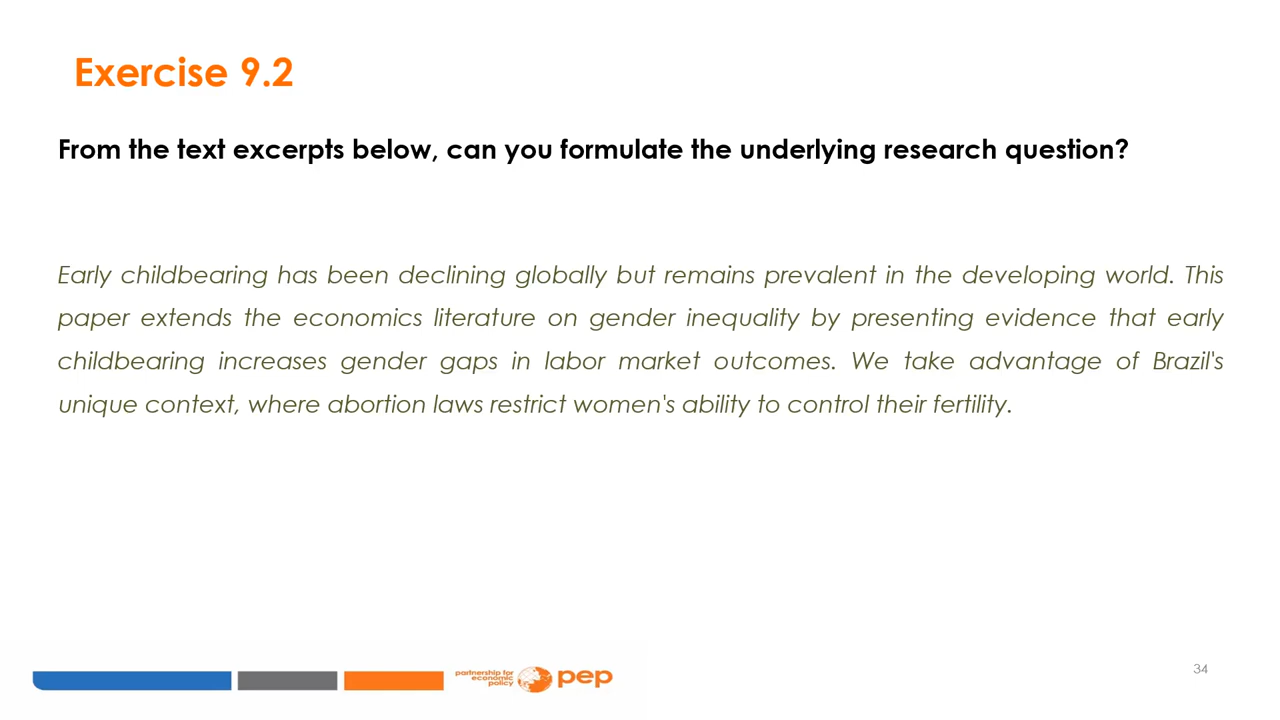 Exercise 9.2
From the text excerpts below, can you formulate the underlying research question?
Early childbearing has been declining globally but remains prevalent in the developing world. This
paper extends the economics literature on gender inequality by presenting evidence that early
childbearing increases gender gaps in labor market outcomes. We take advantage of Brazil's
unique context, where abortion laws restrict women's ability to control their fertility.
partnership for
economic
policy
pep
34